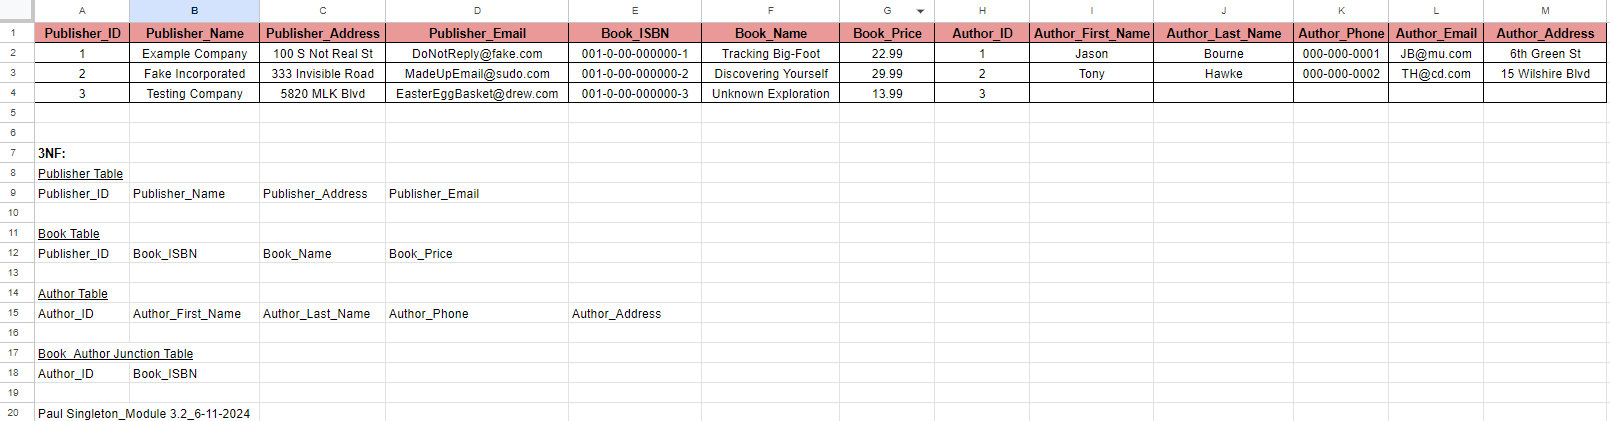 A B C D E F G H I J K L M
1 Publisher_ID Publisher_Name Publisher_Address Publisher_Email Book_ISBN Book_Name Book_Price Author_ID Author_First_Name Author_Last_Name Author_Phone Author_Email Author_Address
2 1 Example Company 100 S Not Real St DoNotReply@fake.com 001-0-00-000000-1 Tracking Big-Foot 22.99 1 Jason Bourne 000-000-0001 JB@mu.com 6th Green St
3 2 Fake Incorporated 333 Invisible Road MadeUpEmail@sudo.com 001-0-00-000000-2 Discovering Yourself 29.99 2 Tony Hawke 000-000-0002 TH@cd.com 15 Wilshire Blvd
4 3 Testing Company 5820 MLK Blvd EasterEggBasket@drew.com 001-0-00-000000-3 Unknown Exploration 13.99 3
5
6
7 3NF:
8 Publisher Table
9 Publisher_ID Publisher_Name Publisher_Address Publisher_Email
10
11 Book Table
12 Publisher_ID Book_ISBN Book_Name Book_Price
13
14 Author Table
15 Author_ID Author_First_Name Author_Last_Name Author_Phone Author_Address
16
17 Book_Author Junction Table
18 Author_ID Book_ISBN
19
20 Paul Singleton_Module 3.2_6-11-2024